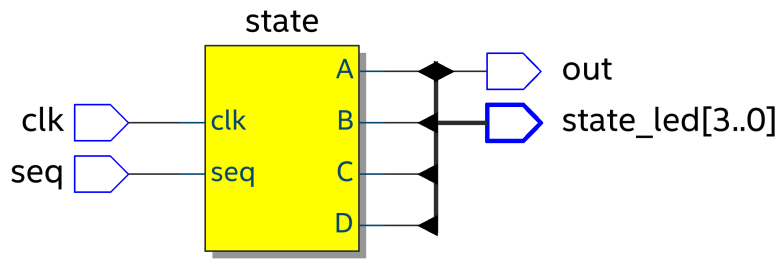 state
A
out
clk
clk
B
state_led[3..0]
seq
seq
C
D